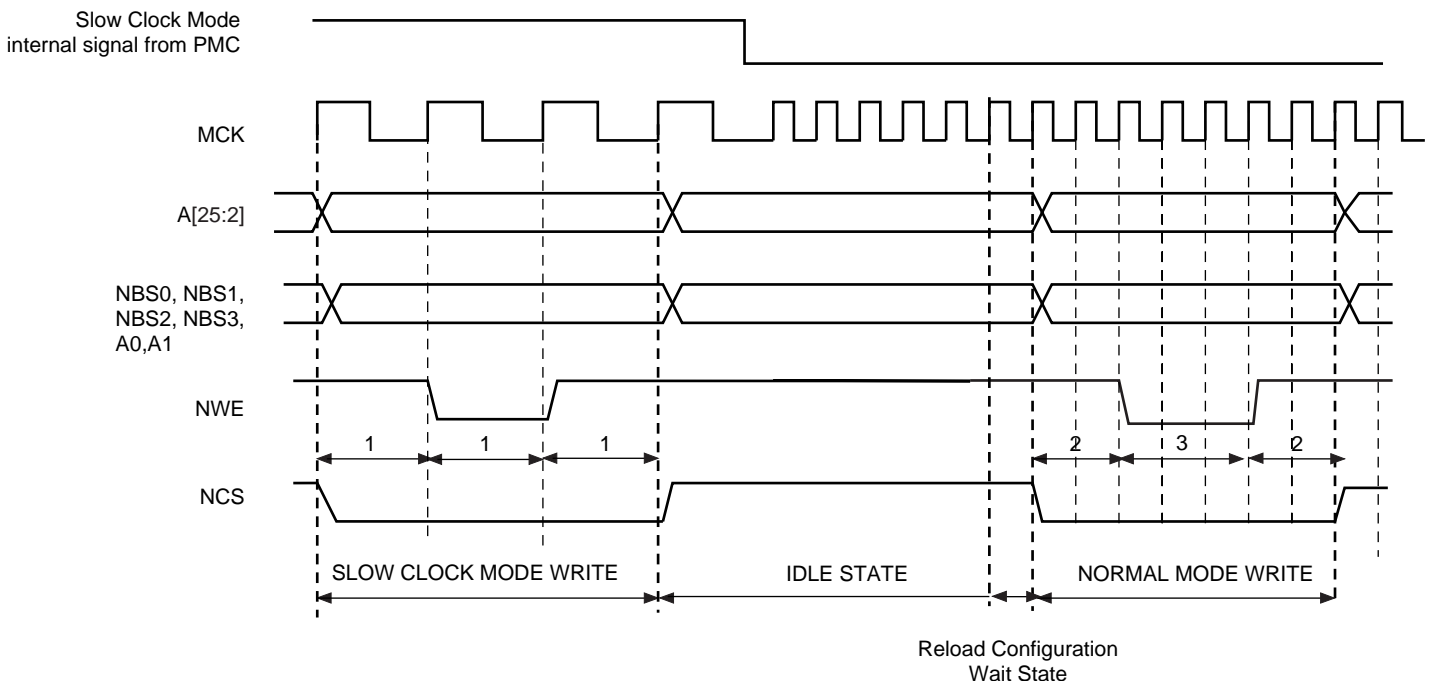 Slow Clock Mode
internal signal from PMC
MCK
A[25:2]
NBS0, NBS1,
NBS2, NBS3,
A0,A1
NWE
1 1 1 2 3 2
NCS
SLOW CLOCK MODE WRITE IDLE STATE NORMAL MODE WRITE
Reload Configuration
Wait State